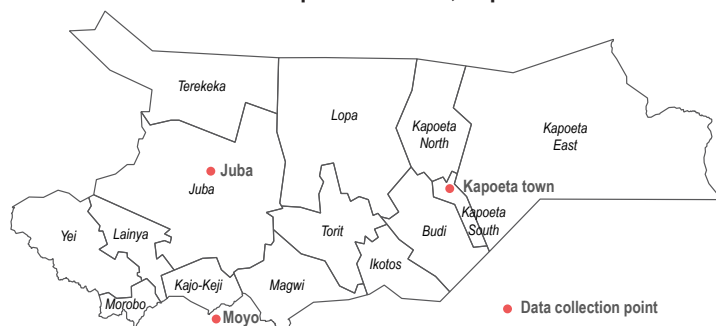 Terekeka
Lopa
Kapoeta
North
Kapoeta
East
Juba
Juba
Kapoeta town
Kapoeta
South
Yei
Lainya
Torit
Budi
Ikotos
Kajo-Keji
Magwi
Morobo
Moyo
Data collection point